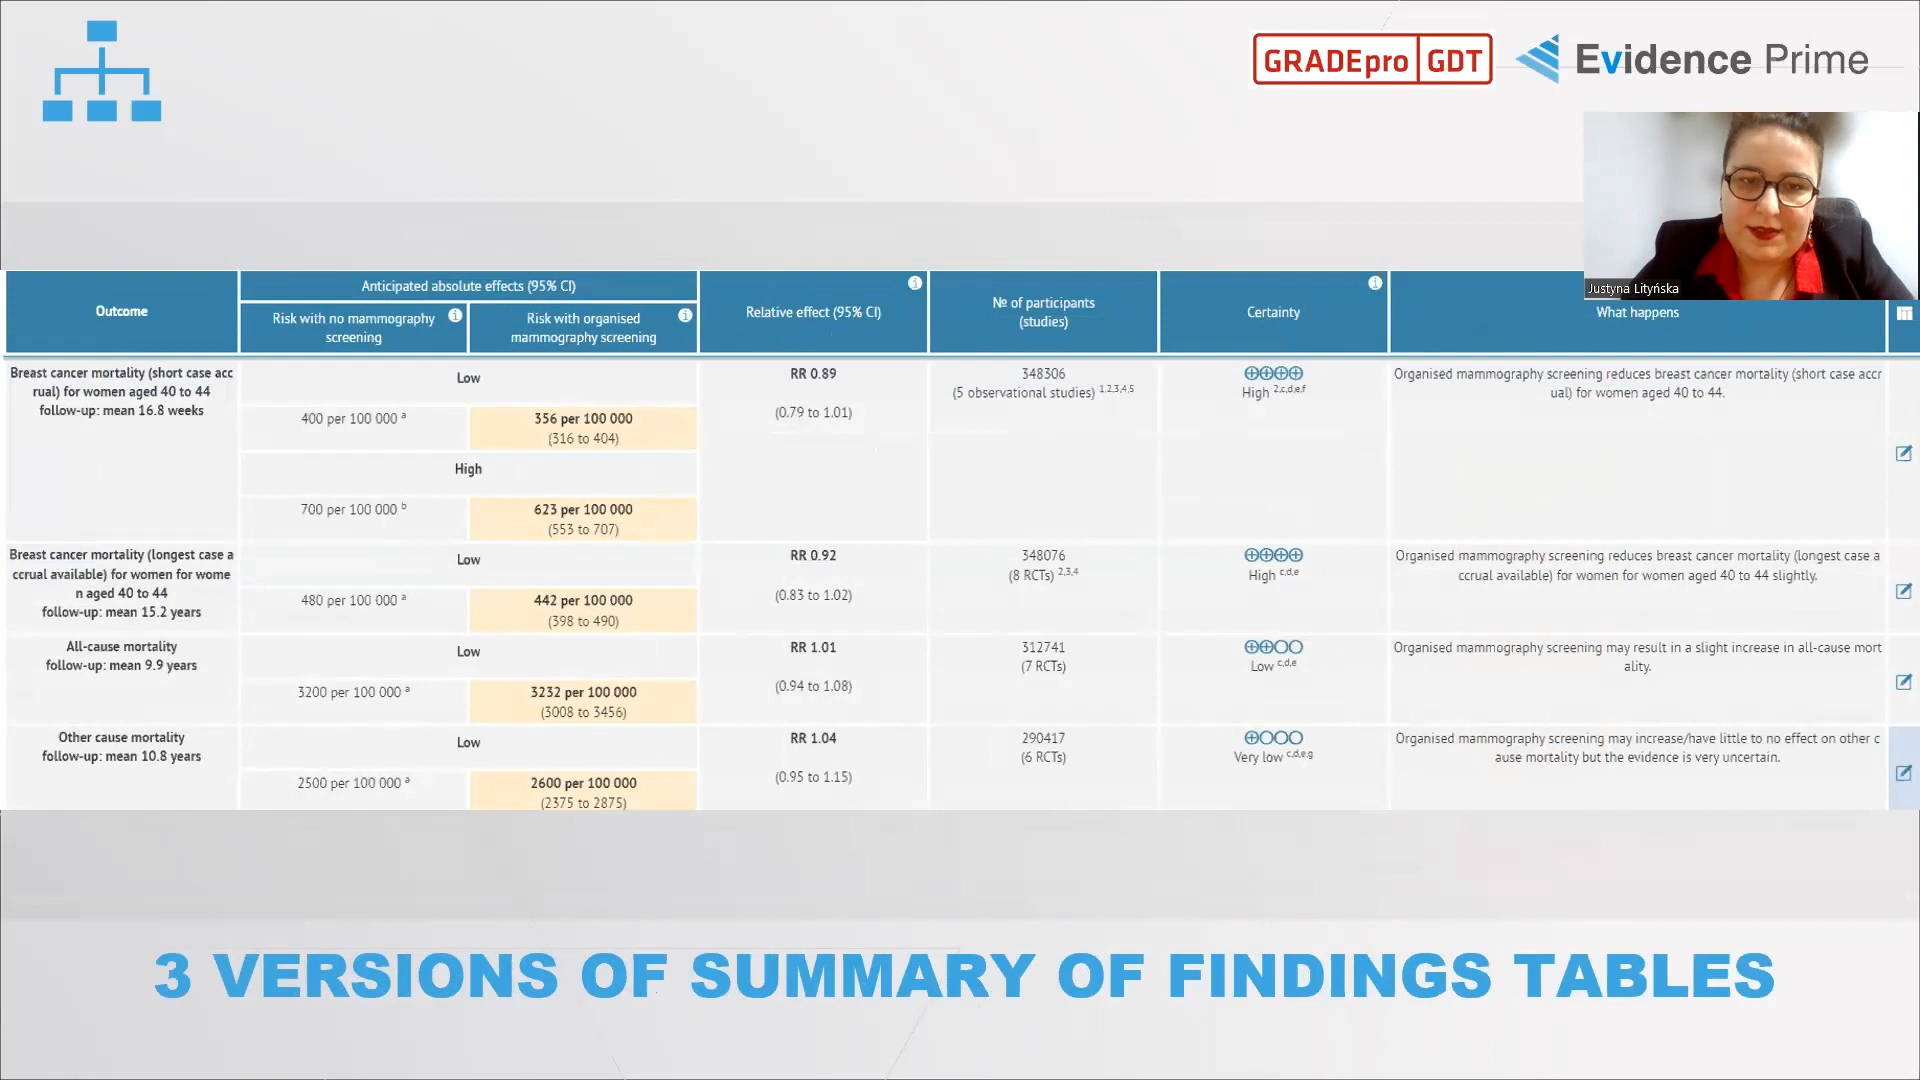 GRADEpro GDT
Evidence Prime
Justyna Lityńska
Outcome
Anticipated absolute effects (95% CI)
Risk with no mammography
screening
Risk with organised
mammography screening
Relative effect (95% CI)
№ of participants
(studies)
Certainty
What happens
Breast cancer mortality (short case acc
rual) for women aged 40 to 44
follow-up: mean 16.8 weeks
Low
400 per 100 000 a
356 per 100 000
(316 to 404)
High
700 per 100 000 b
623 per 100 000
(553 to 707)
RR 0.89
(0.79 to 1.01)
348306
(5 observational studies) 1,2,3,4,5
⊕⊕⊕⊕
High 2,c,d,e,f
Organised mammography screening reduces breast cancer mortality (short case accr
ual) for women aged 40 to 44.
Breast cancer mortality (longest case a
ccrual available) for women for wome
n aged 40 to 44
follow-up: mean 15.2 years
Low
480 per 100 000 a
442 per 100 000
(398 to 490)
RR 0.92
(0.83 to 1.02)
348076
(8 RCTs) 2,3,4
⊕⊕⊕⊕
High c,d,e
Organised mammography screening reduces breast cancer mortality (longest case a
ccrual available) for women for women aged 40 to 44 slightly.
All-cause mortality
follow-up: mean 9.9 years
Low
3200 per 100 000 a
3232 per 100 000
(3008 to 3456)
RR 1.01
(0.94 to 1.08)
312741
(7 RCTs)
⊕⊕◯◯
Low c,d,e
Organised mammography screening may result in a slight increase in all-cause mort
ality.
Other cause mortality
follow-up: mean 10.8 years
Low
2500 per 100 000 a
2600 per 100 000
(2375 to 2875)
RR 1.04
(0.95 to 1.15)
290417
(6 RCTs)
⊕◯◯◯
Very low c,d,e,g
Organised mammography screening may increase/have little to no effect on other c
ause mortality but the evidence is very uncertain.
3 VERSIONS OF SUMMARY OF FINDINGS TABLES